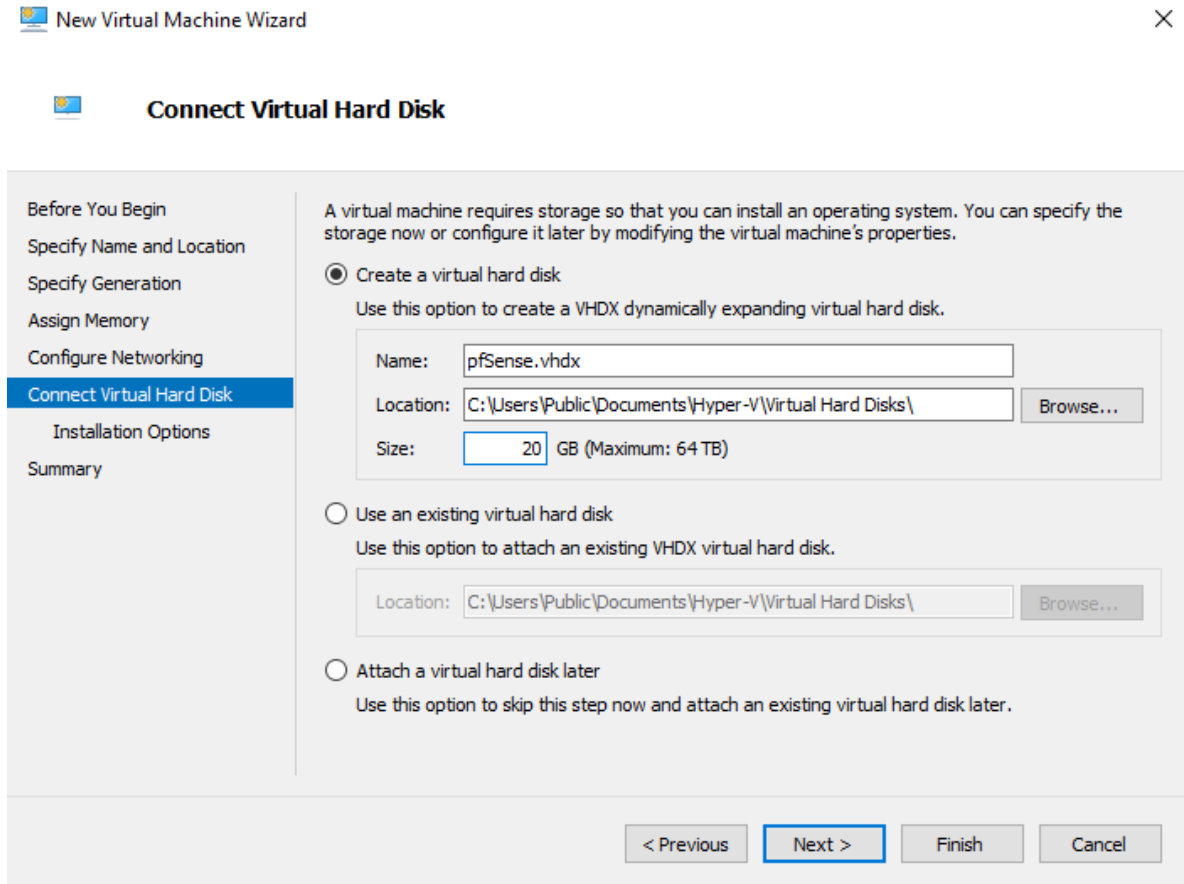 New Virtual Machine Wizard
Connect Virtual Hard Disk
Before You Begin
Specify Name and Location
Specify Generation
Assign Memory
Configure Networking
Connect Virtual Hard Disk
Installation Options
Summary
A virtual machine requires storage so that you can install an operating system. You can specify the
storage now or configure it later by modifying the virtual machine's properties.
Create a virtual hard disk
Use this option to create a VHDX dynamically expanding virtual hard disk.
Name: pfSense.vhdx
Location: C:\Users\Public\Documents\Hyper-V\Virtual Hard Disks\ Browse...
Size: 20 GB (Maximum: 64 TB)
Use an existing virtual hard disk
Use this option to attach an existing VHDX virtual hard disk.
Location: C:\Users\Public\Documents\Hyper-V\Virtual Hard Disks\ Browse...
Attach a virtual hard disk later
Use this option to skip this step now and attach an existing virtual hard disk later.
< Previous Next > Finish Cancel